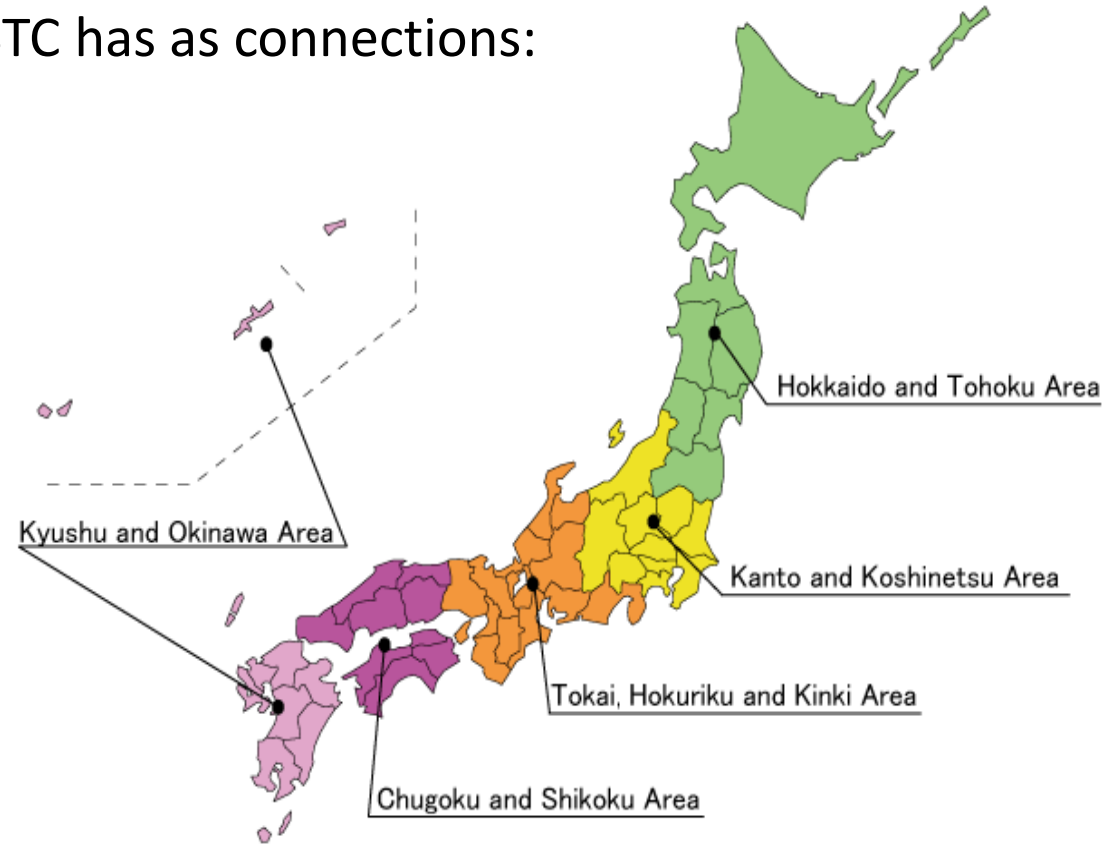 TC has as connections:
Hokkaido and Tohoku Area
Kyushu and Okinawa Area
Kanto and Koshinetsu Area
Tokai, Hokuriku and Kinki Area
Chugoku and Shikoku Area